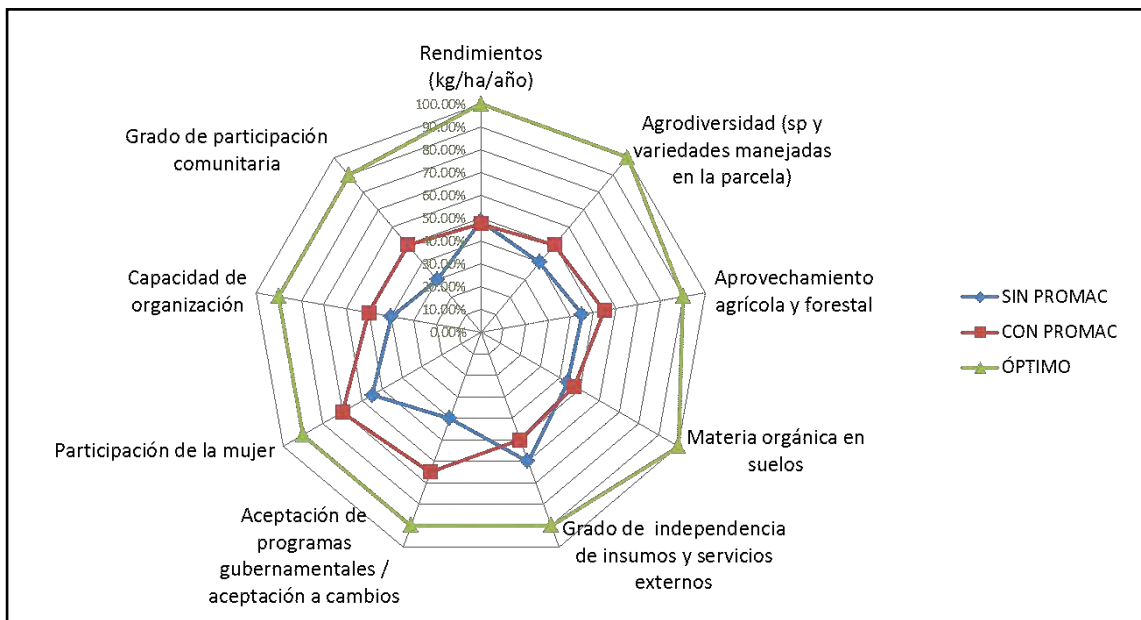 Rendimientos
(kg/ha/año)
Agrodiversidad (sp y
variedades manejadas
en la parcela)
Aprovechamiento
agrícola y forestal
Materia orgánica en
suelos
Grado de independencia
de insumos y servicios
externos
Aceptación de
programas
gubernamentales /
aceptación a cambios
Participación de la mujer
Capacidad de
organización
Grado de participación
comunitaria
100.00%
90.00%
80.00%
70.00%
60.00%
50.00%
40.00%
30.00%
20.00%
10.00%
0.00%
SIN PROMAC
CON PROMAC
ÓPTIMO